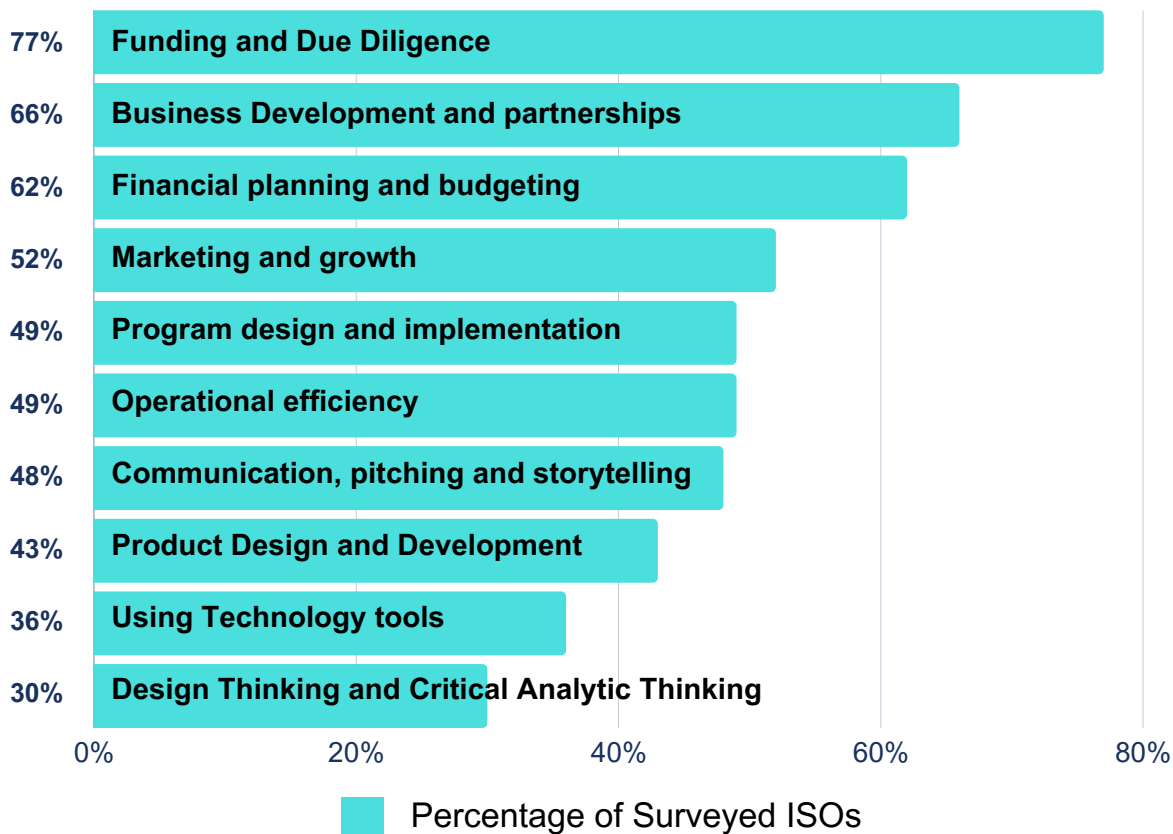 77% Funding and Due Diligence
66% Business Development and partnerships
62% Financial planning and budgeting
52% Marketing and growth
49% Program design and implementation
49% Operational efficiency
48% Communication, pitching and storytelling
43% Product Design and Development
36% Using Technology tools
30% Design Thinking and Critical Analytic Thinking
0% 20% 40% 60% 80%
Percentage of Surveyed ISOs